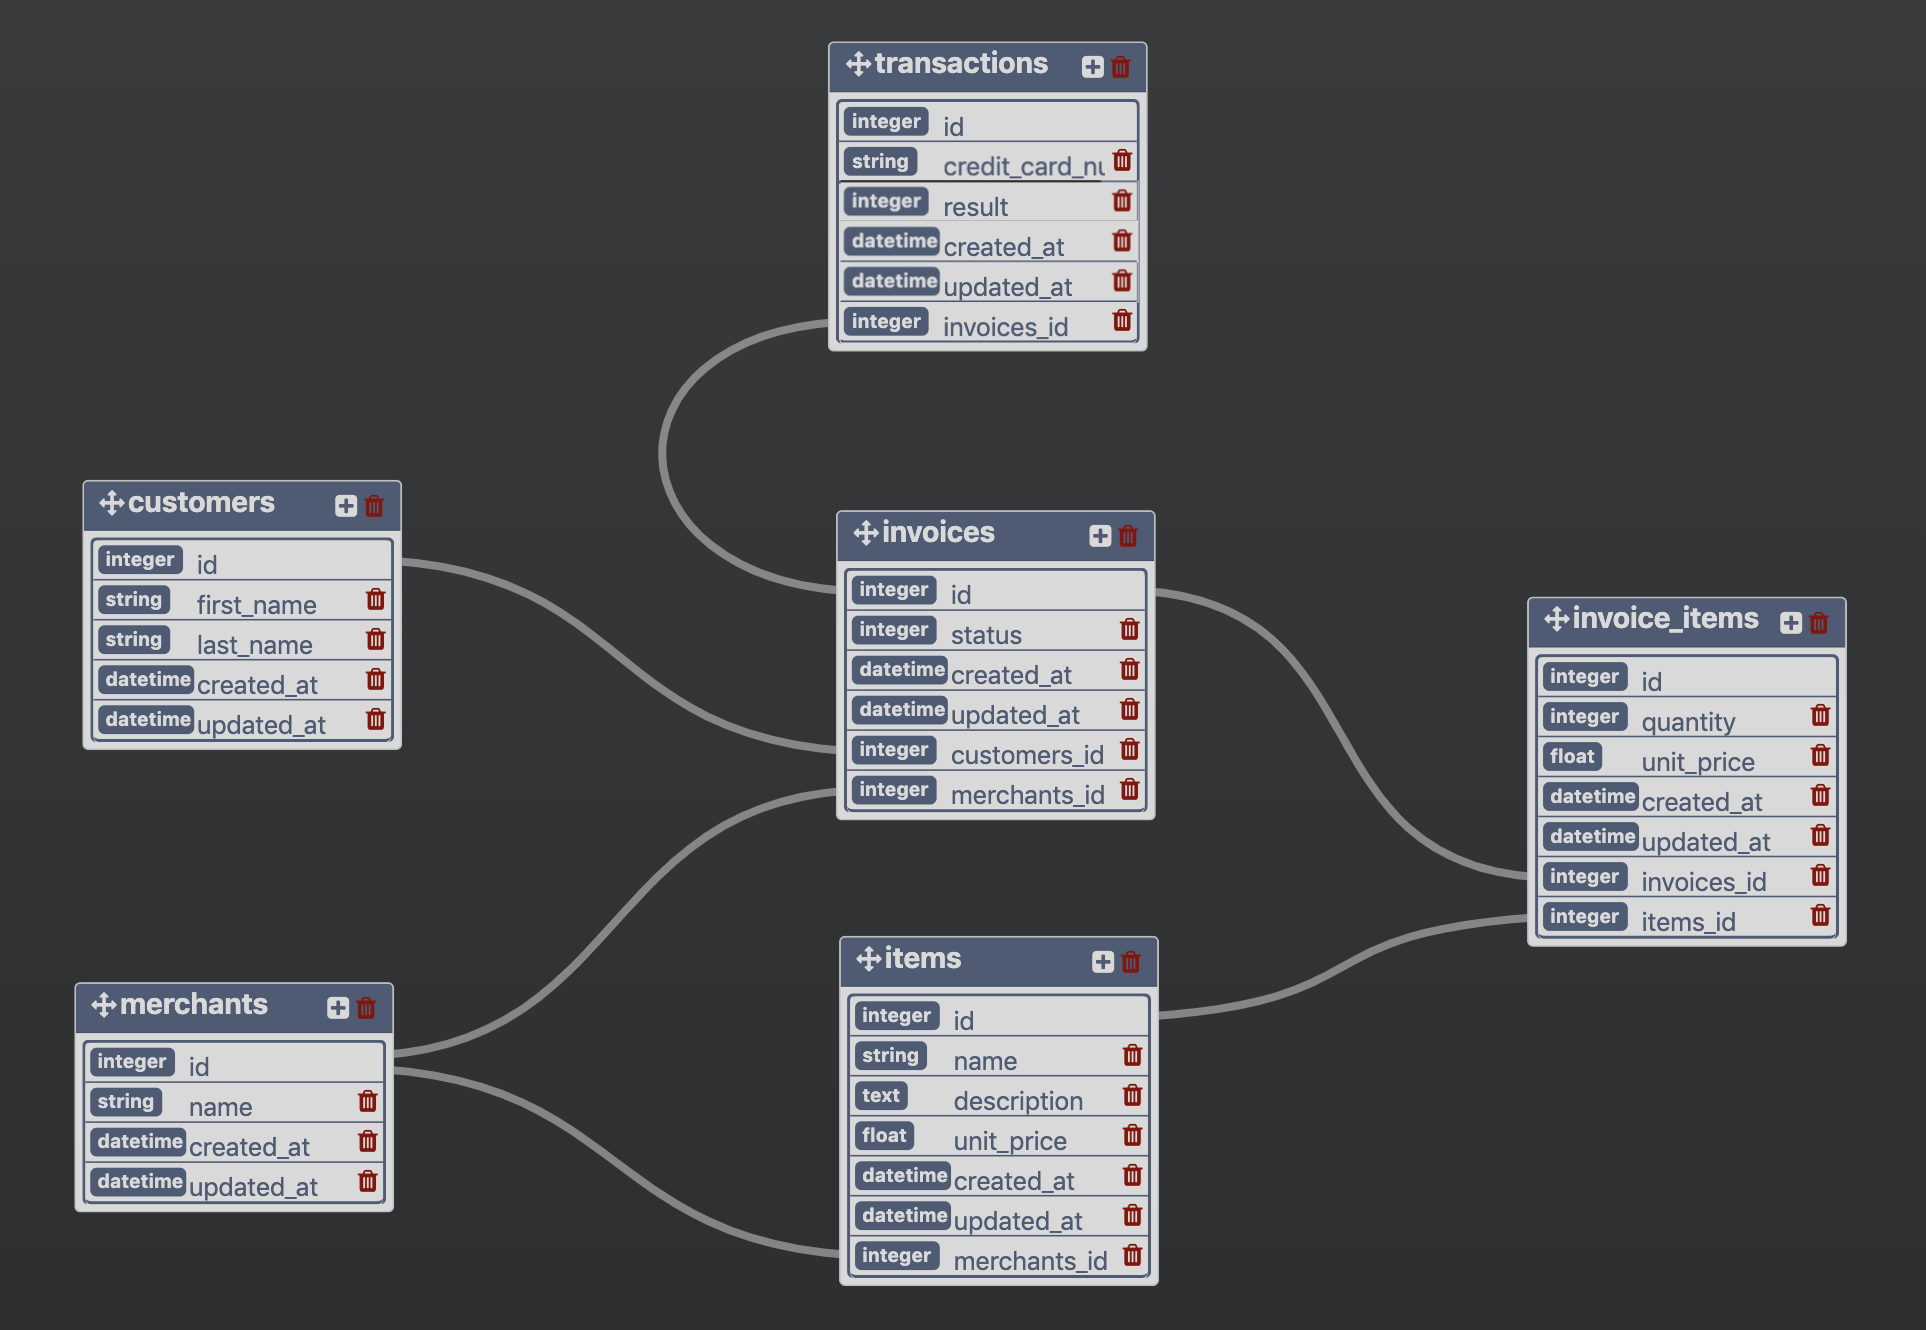 transactions
integer id
string credit_card_nu
integer result
datetime created_at
datetime updated_at
integer invoices_id
customers
integer id
string first_name
string last_name
datetime created_at
datetime updated_at
invoices
integer id
integer status
datetime created_at
datetime updated_at
integer customers_id
integer merchants_id
invoice_items
integer id
integer quantity
float unit_price
datetime created_at
datetime updated_at
integer invoices_id
integer items_id
merchants
integer id
string name
datetime created_at
datetime updated_at
items
integer id
string name
text description
float unit_price
datetime created_at
datetime updated_at
integer merchants_id